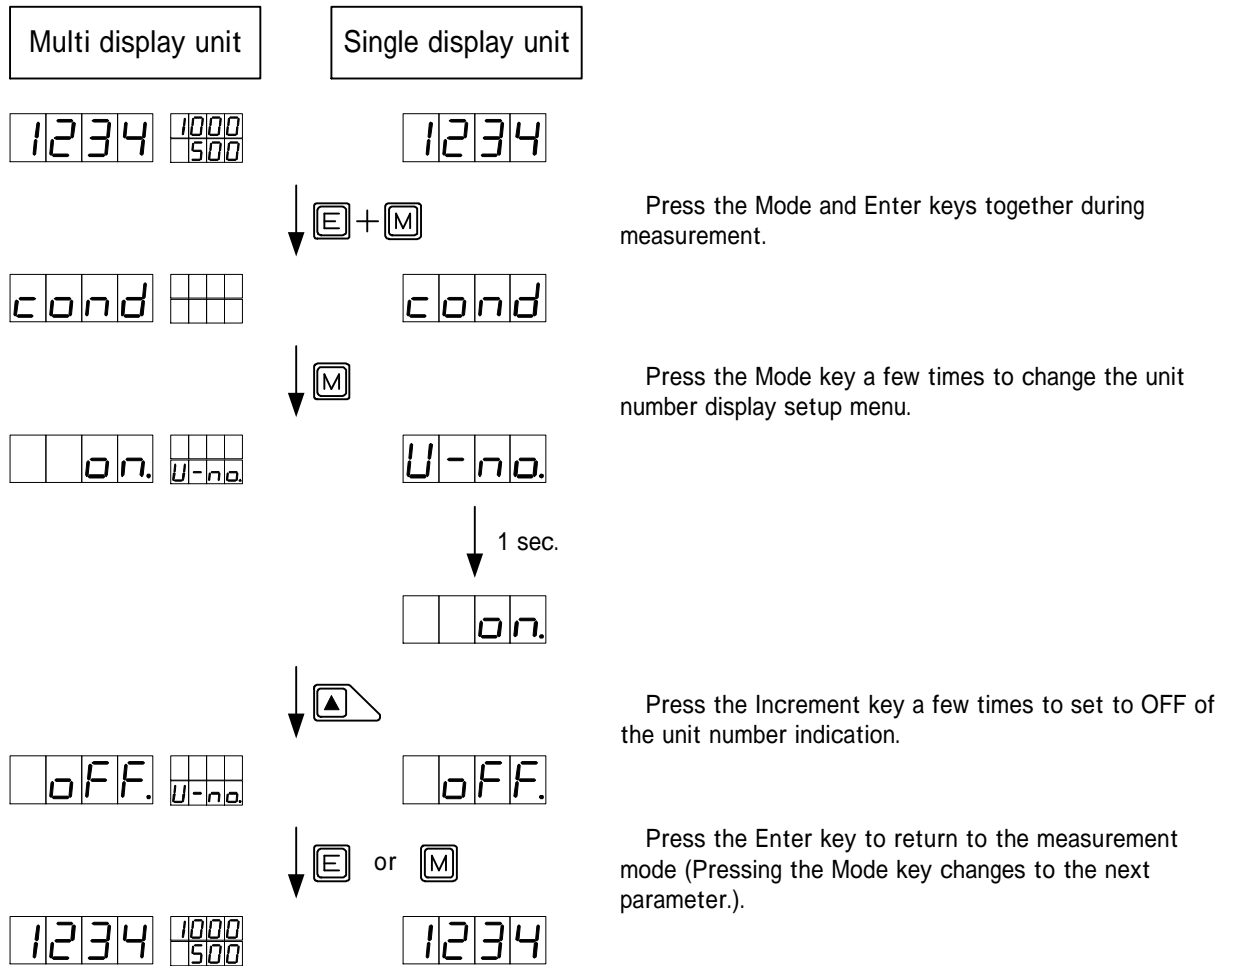 Multi display unit Single display unit
1234 1000 1234
500
E + M
Press the Mode and Enter keys together during
measurement.
cond cond
M
Press the Mode key a few times to change the unit
number display setup menu.
on. U-no. U-no.
1 sec.
on.
▲
Press the Increment key a few times to set to OFF of
the unit number indication.
oFF. U-no. oFF.
E or M
Press the Enter key to return to the measurement
mode (Pressing the Mode key changes to the next
parameter.).
1234 1000 1234
500